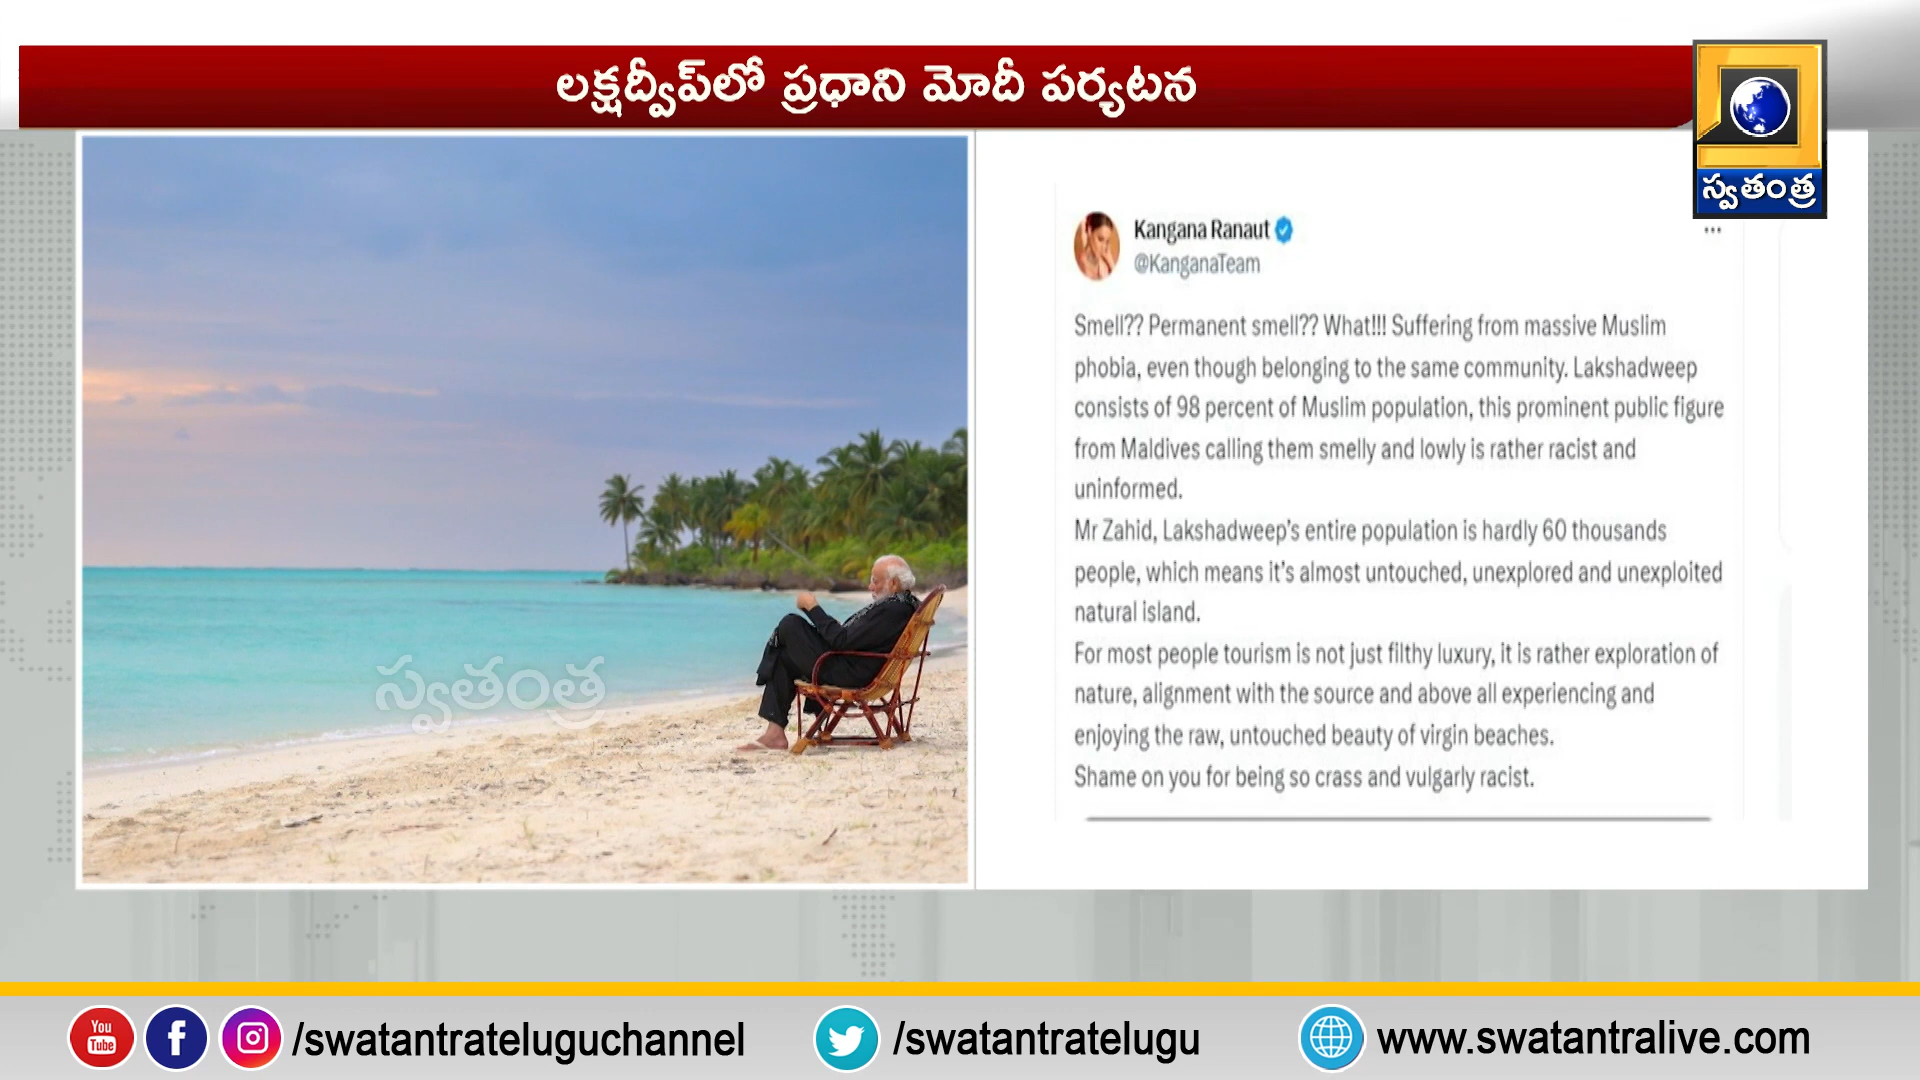 లక్షద్వీప్‌లో ప్రధాని మోదీ పర్యటన
స్వతంత్ర
Kangana Ranaut
@KanganaTeam
Smell?? Permanent smell?? What!!! Suffering from massive Muslim
phobia, even though belonging to the same community. Lakshadweep
consists of 98 percent of Muslim population, this prominent public figure
from Maldives calling them smelly and lowly is rather racist and
uninformed.
Mr Zahid, Lakshadweep's entire population is hardly 60 thousands
people, which means it's almost untouched, unexplored and unexploited
natural island.
For most people tourism is not just filthy luxury, it is rather exploration of
nature, alignment with the source and above all experiencing and
enjoying the raw, untouched beauty of virgin beaches.
Shame on you for being so crass and vulgarly racist.
స్వతంత్ర
You
Tube
/swatantrateluguchannel
/swatantratelugu
www.swatantralive.com